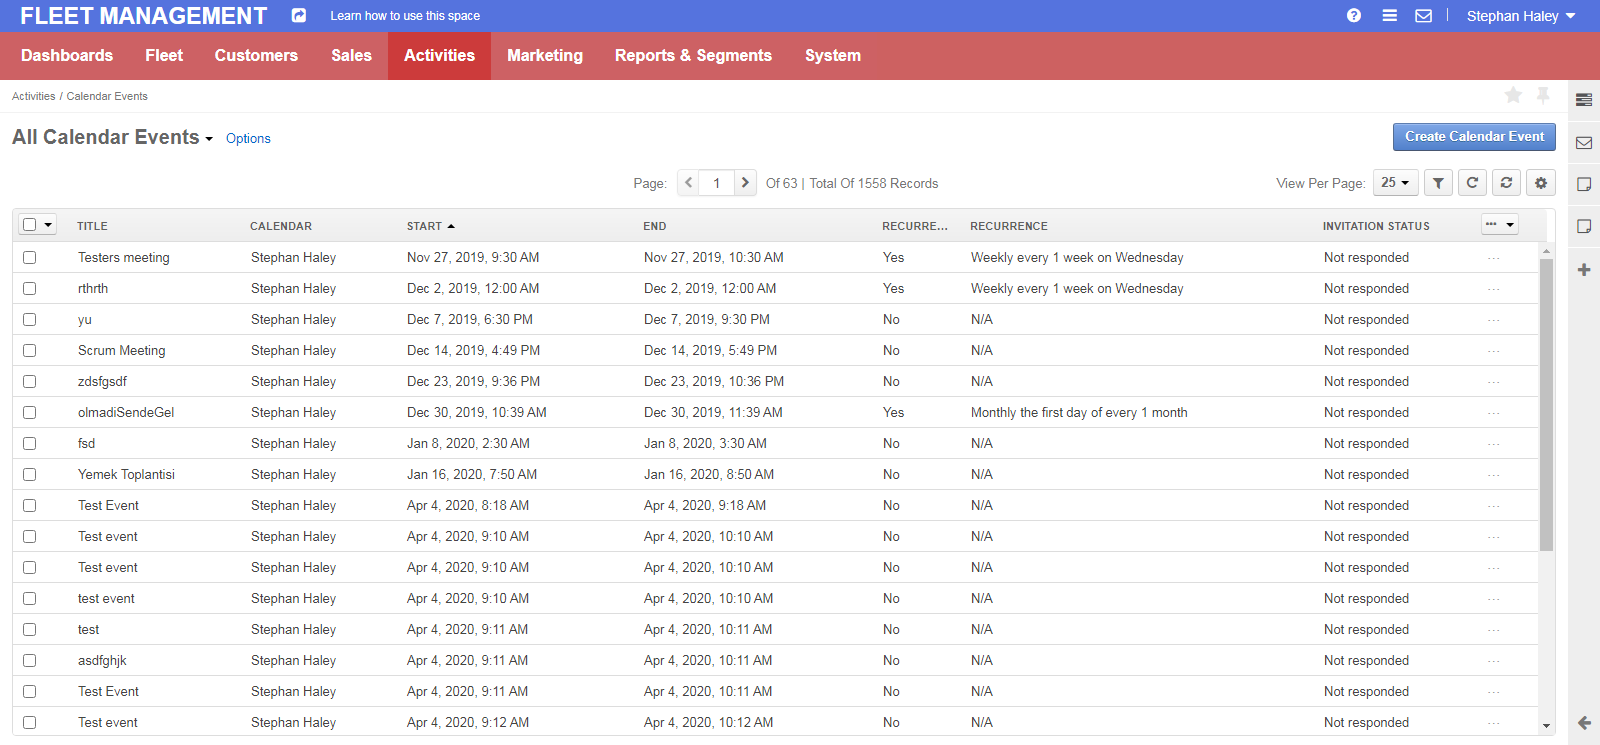 FLEET MANAGEMENT Learn how to use this space Stephan Haley
Dashboards Fleet Customers Sales Activities Marketing Reports & Segments System
Activities / Calendar Events
All Calendar Events Options Create Calendar Event
Page: 1 Of 63 | Total Of 1558 Records View Per Page: 25
TITLE CALENDAR START END RECURRE... RECURRENCE INVITATION STATUS
Testers meeting Stephan Haley Nov 27, 2019, 9:30 AM Nov 27, 2019, 10:30 AM Yes Weekly every 1 week on Wednesday Not responded ...
rthrth Stephan Haley Dec 2, 2019, 12:00 AM Dec 2, 2019, 12:00 AM Yes Weekly every 1 week on Wednesday Not responded ...
yu Stephan Haley Dec 7, 2019, 6:30 PM Dec 7, 2019, 9:30 PM No N/A Not responded ...
Scrum Meeting Stephan Haley Dec 14, 2019, 4:49 PM Dec 14, 2019, 5:49 PM No N/A Not responded ...
zdsfgsdf Stephan Haley Dec 23, 2019, 9:36 PM Dec 23, 2019, 10:36 PM No N/A Not responded ...
olmadiSendeGel Stephan Haley Dec 30, 2019, 10:39 AM Dec 30, 2019, 11:39 AM Yes Monthly the first day of every 1 month Not responded ...
fsd Stephan Haley Jan 8, 2020, 2:30 AM Jan 8, 2020, 3:30 AM No N/A Not responded ...
Yemek Toplantisi Stephan Haley Jan 16, 2020, 7:50 AM Jan 16, 2020, 8:50 AM No N/A Not responded ...
Test Event Stephan Haley Apr 4, 2020, 8:18 AM Apr 4, 2020, 9:18 AM No N/A Not responded ...
Test event Stephan Haley Apr 4, 2020, 9:10 AM Apr 4, 2020, 10:10 AM No N/A Not responded ...
Test event Stephan Haley Apr 4, 2020, 9:10 AM Apr 4, 2020, 10:10 AM No N/A Not responded ...
test event Stephan Haley Apr 4, 2020, 9:10 AM Apr 4, 2020, 10:10 AM No N/A Not responded ...
test Stephan Haley Apr 4, 2020, 9:11 AM Apr 4, 2020, 10:11 AM No N/A Not responded ...
asdfghjk Stephan Haley Apr 4, 2020, 9:11 AM Apr 4, 2020, 10:11 AM No N/A Not responded ...
Test Event Stephan Haley Apr 4, 2020, 9:11 AM Apr 4, 2020, 10:11 AM No N/A Not responded ...
Test event Stephan Haley Apr 4, 2020, 9:12 AM Apr 4, 2020, 10:12 AM No N/A Not responded ...